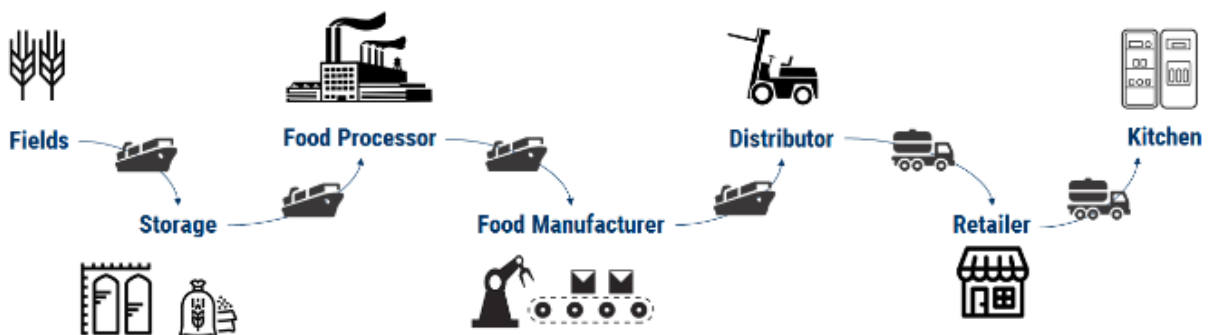 Fields
Storage
Food Processor
Food Manufacturer
Distributor
Retailer
Kitchen